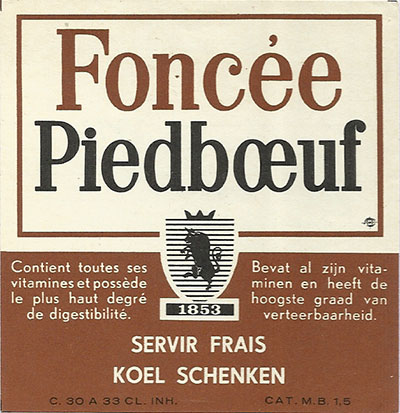 Foncée
Piedbœuf
Contient toutes ses
vitamines et possède
le plus haut degré
de digestibilité.
1853
Bevat al zijn vita-
minen en heeft de
hoogste graad van
verteerbaarheid.
SERVIR FRAIS
KOEL SCHENKEN
C. 30 A 33 CL. INH.
CAT. M.B. 1,5